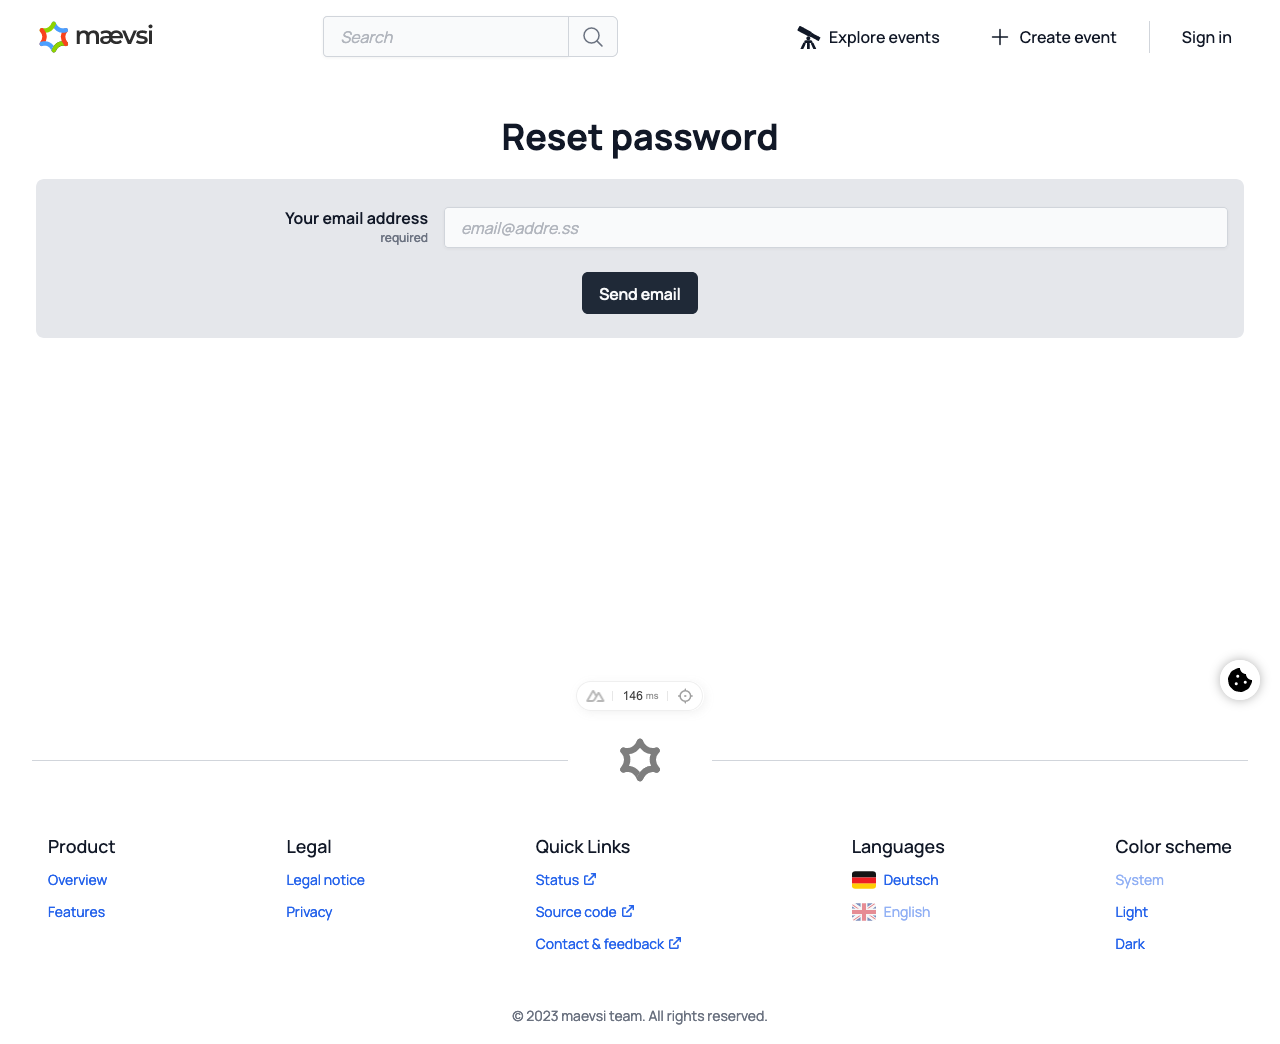 mævsi
Search
Explore events
Create event
Sign in
Reset password
Your email address
required
email@addre.ss
Send email
146 ms
Product
Overview
Features
Legal
Legal notice
Privacy
Quick Links
Status
Source code
Contact & feedback
Languages
Deutsch
English
Color scheme
System
Light
Dark
© 2023 maevsi team. All rights reserved.